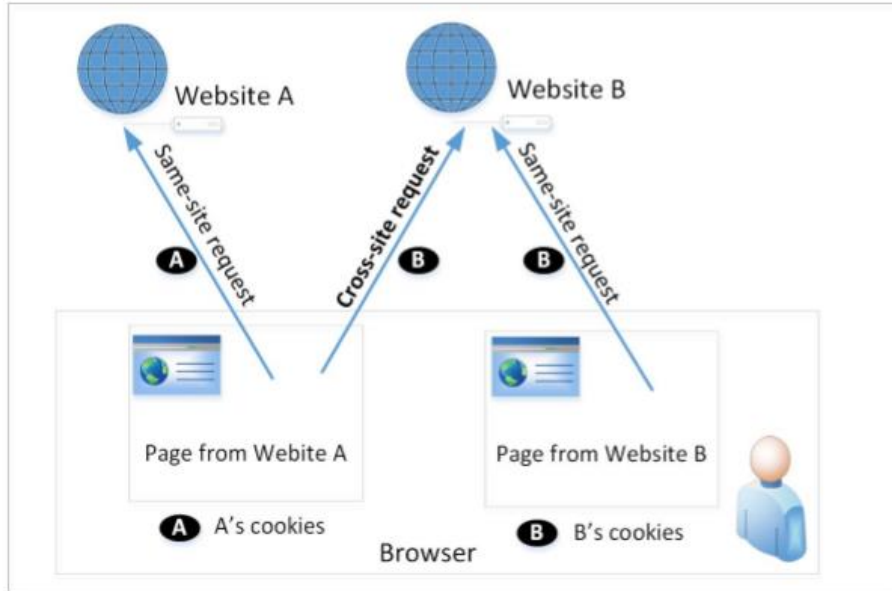 Website A
Website B
Same-site request
Cross-site request
Same-site request
A
B
B
Page from Webite A
Page from Website B
A A's cookies
B B's cookies
Browser